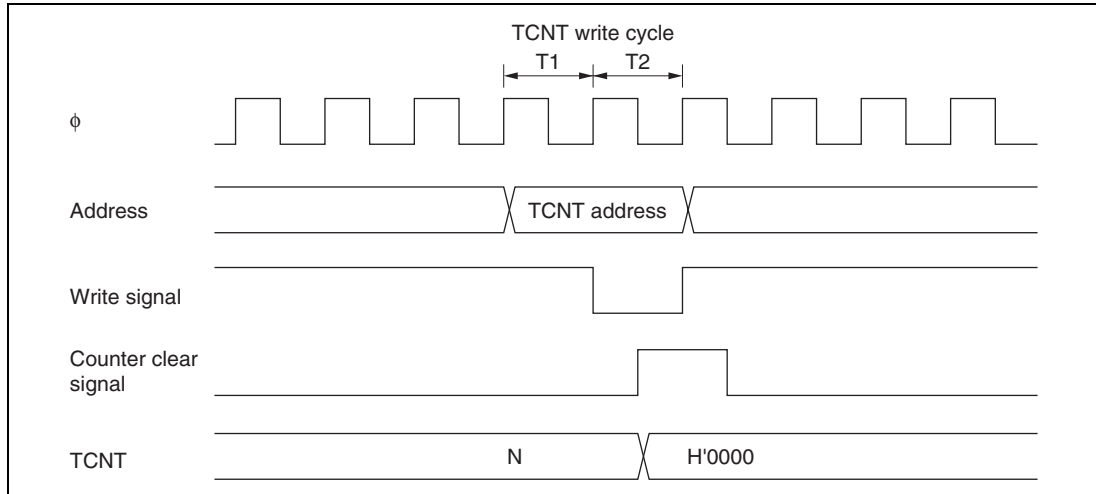 TCNT write cycle
T1 T2
ϕ
Address
TCNT address
Write signal
Counter clear
signal
TCNT
N
H'0000